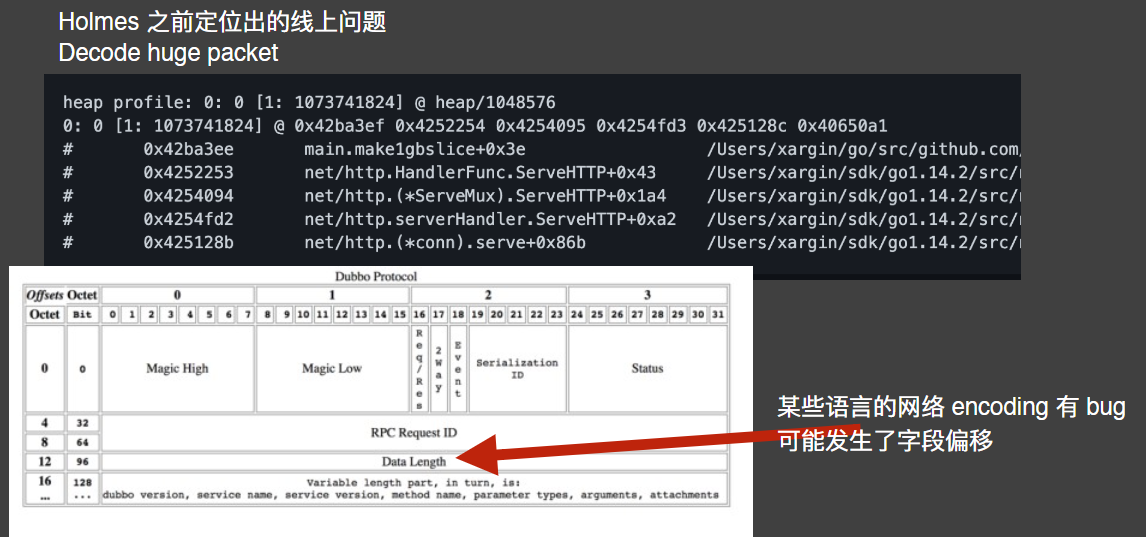 Holmes 之前定位出的线上问题
Decode huge packet
heap profile: 0: 0 [1: 1073741824] @ heap/1048576
0: 0 [1: 1073741824] @ 0x42ba3ef 0x4252254 0x4254095 0x4254fd3 0x425128c 0x40650a1
# 0x42ba3ee main.make1gbslice+0x3e /Users/xargin/go/src/github.com/
# 0x4252253 net/http.HandlerFunc.ServeHTTP+0x43 /Users/xargin/sdk/go1.14.2/src/
# 0x4254094 net/http.(*ServeMux).ServeHTTP+0x1a4 /Users/xargin/sdk/go1.14.2/src/
# 0x4254fd2 net/http.serverHandler.ServeHTTP+0xa2 /Users/xargin/sdk/go1.14.2/src/
# 0x425128b net/http.(*conn).serve+0x86b /Users/xargin/sdk/go1.14.2/src/
Dubbo Protocol
Offsets Octet 0 1 2 3
Octet Bit 0 1 2 3 4 5 6 7 8 9 10 11 12 13 14 15 16 17 18 19 20 21 22 23 24 25 26 27 28 29 30 31
0 0 Magic High Magic Low Req/Res 2Way Event Serialization ID Status
4 32
RPC Request ID
8 64
12 96 Data Length
16 128 Variable length part, in turn, is:
... ... dubbo version, service name, service version, method name, parameter types, arguments, attachments
某些语言的网络 encoding 有 bug
可能发生了字段偏移